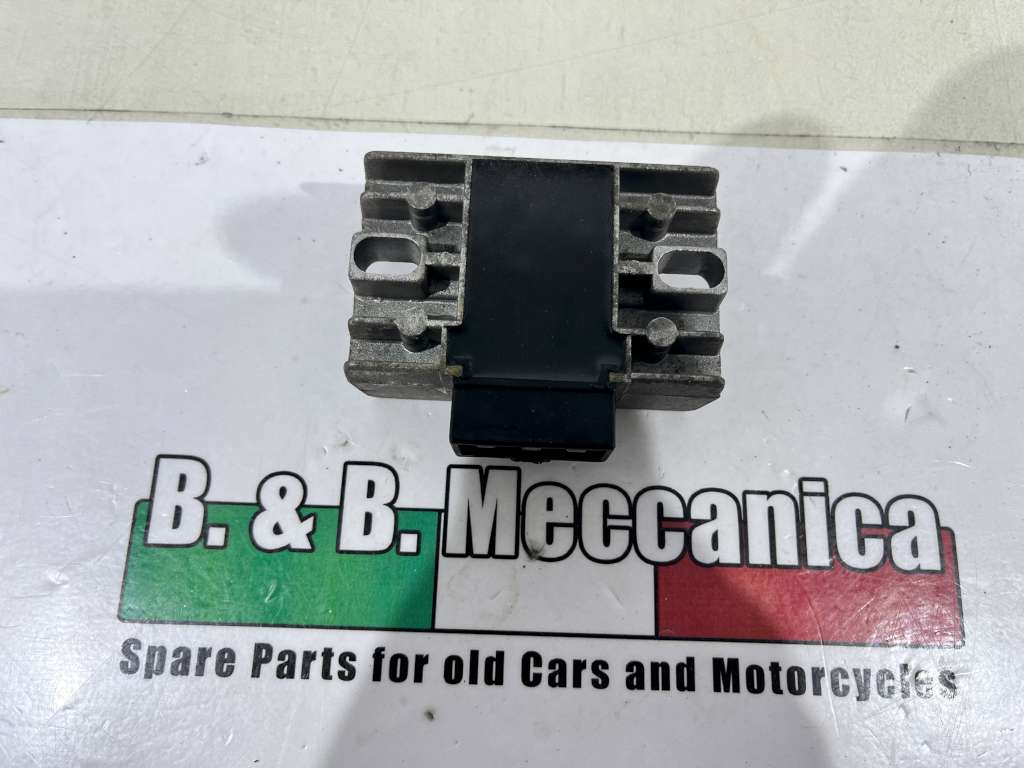 B. & B. Meccanica
Spare Parts for old Cars and Motorcycles